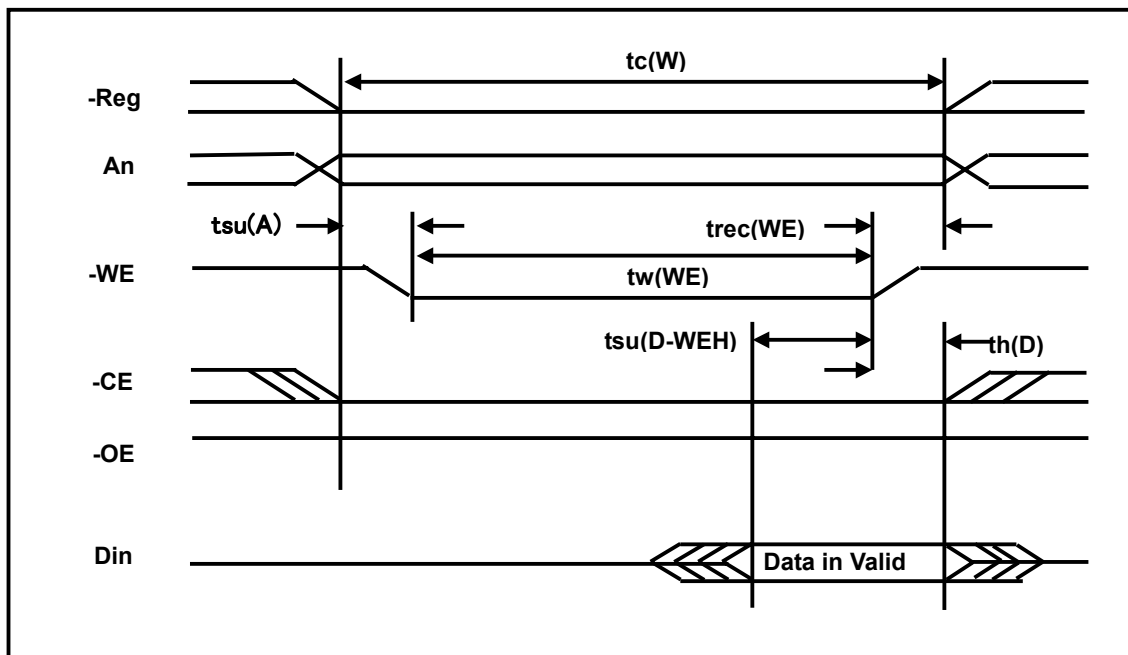 tc(W)
-Reg
An
tsu(A)
trec(WE)
-WE
tw(WE)
tsu(D-WEH)
th(D)
-CE
-OE
Din
Data in Valid